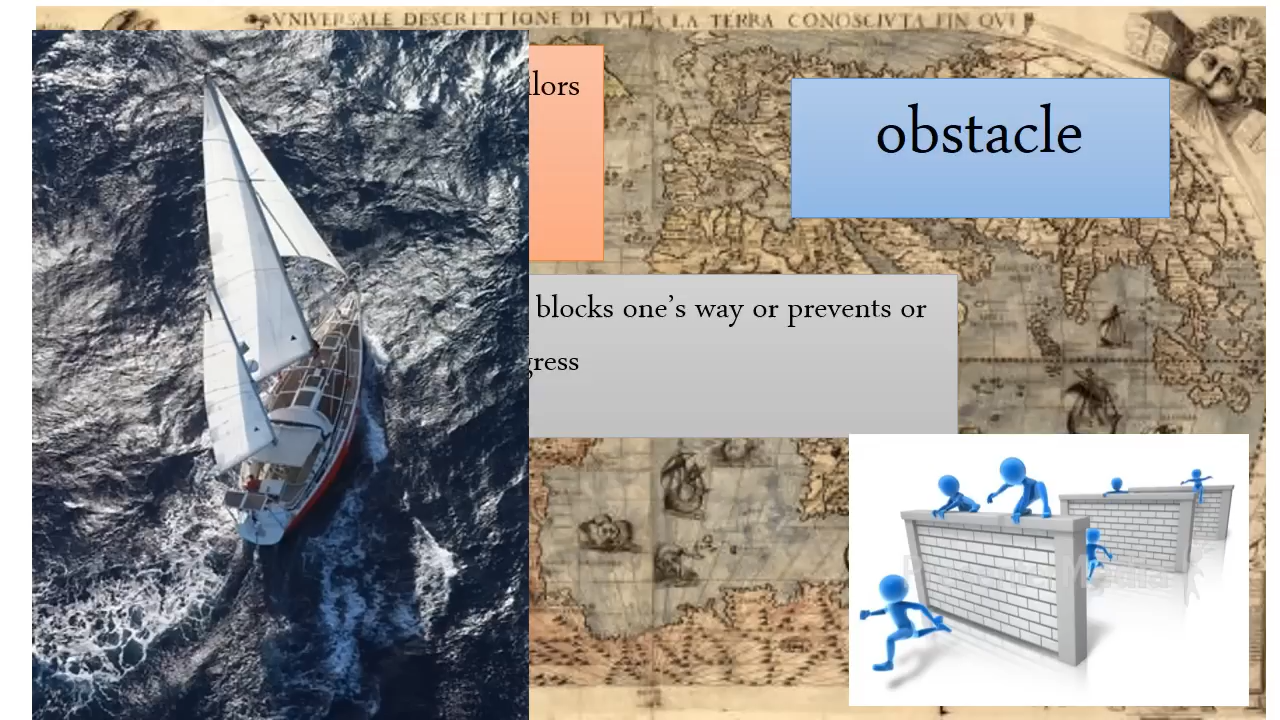 VNIVERSALE DESCRITTIONE DI TVTTA LA TERRA CONOSCIVTA FIN QVI
lors
obstacle
blocks one’s way or prevents or
gress